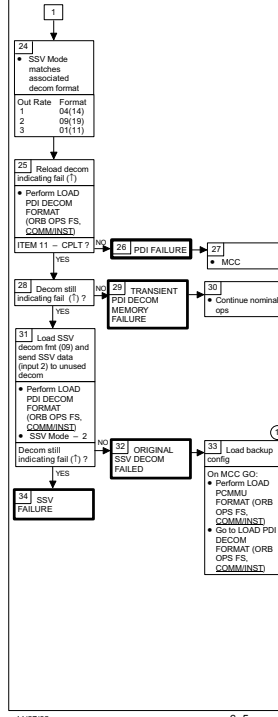 1
24
• SSV Mode
matches
associated
decom format
Out Rate Format
1 04(14)
2 09(19)
3 01(11)
25 Reload decom
indicating fail (↑)
• Perform LOAD
PDI DECOM
FORMAT
(ORB OPS FS,
COMM/INST)
ITEM 11 – CPLT ?
NO
26 PDI FAILURE
27
• MCC
YES
28 Decom still
indicating fail (↑) ?
NO
29 TRANSIENT
PDI DECOM
MEMORY
FAILURE
30
• Continue nominal
ops
YES
31 Load SSV
decom fmt (09) and
send SSV data
(input 2) to unused
decom
• Perform LOAD
PDI DECOM
FORMAT
(ORB OPS FS,
COMM/INST)
• SSV Mode – 2
Decom still
indicating fail (↑) ?
NO
32 ORIGINAL
SSV DECOM
FAILED
33 Load backup
config
On MCC GO:
• Perform LOAD
PCMMU
FORMAT (ORB
OPS FS,
COMM/INST)
• Go to LOAD PDI
DECOM
FORMAT (ORB
OPS FS,
COMM/INST)
YES
34 SSV
FAILURE